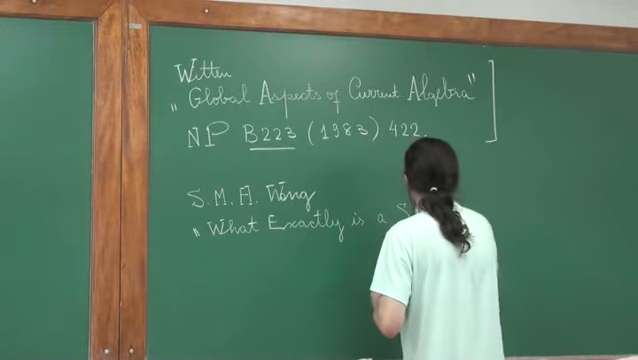 Witten
„Global Aspects of Current Algebra”
NP B223 (1983) 422.
S. M. H. Wong
„What Exactly is a S